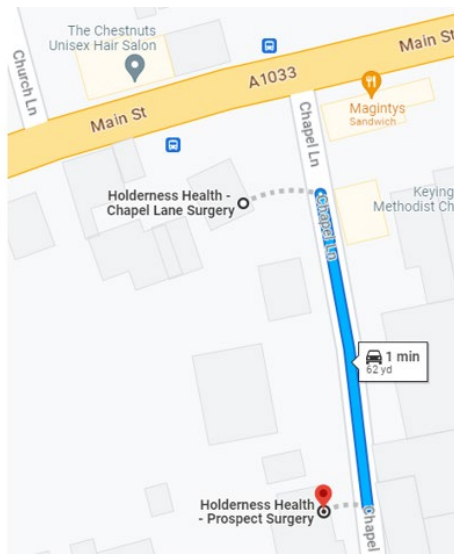 The Chestnuts
Unisex Hair Salon
Main St
Church Ln
A1033
Main St
Chapel Ln
Magintys
Sandwich
Holderness Health -
Chapel Lane Surgery
Keying
Methodist Ch
Chapel Ln
1 min
62 yd
Holderness Health
- Prospect Surgery
Chapel